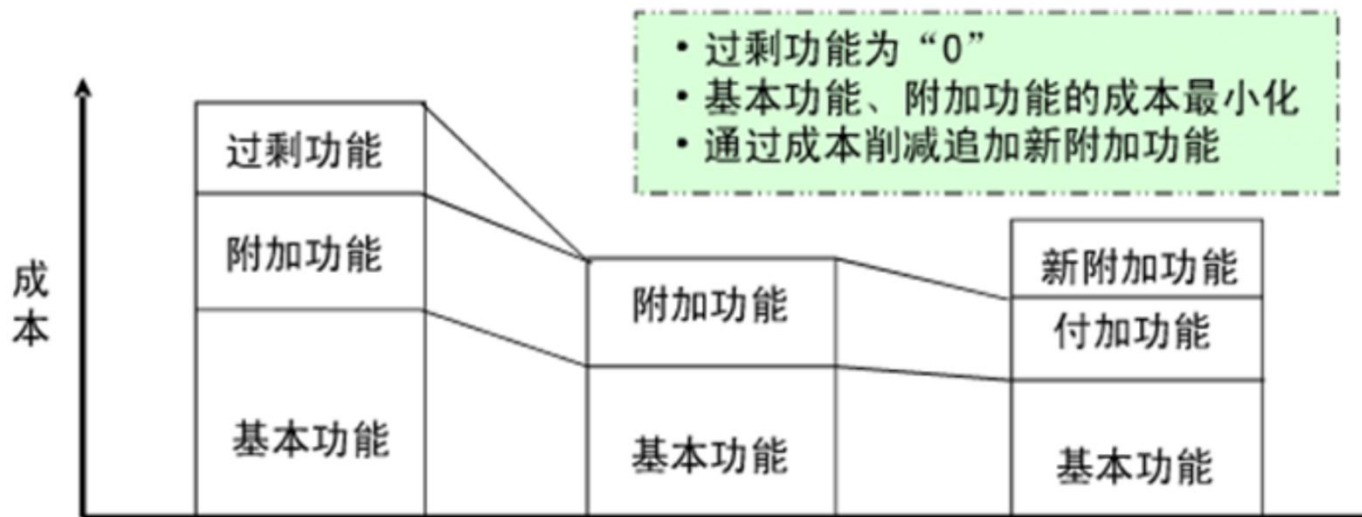 • 过剩功能为“0”
• 基本功能、附加功能的成本最小化
• 通过成本削减追加新附加功能
成本
过剩功能
附加功能
基本功能
附加功能
基本功能
新附加功能
付加功能
基本功能